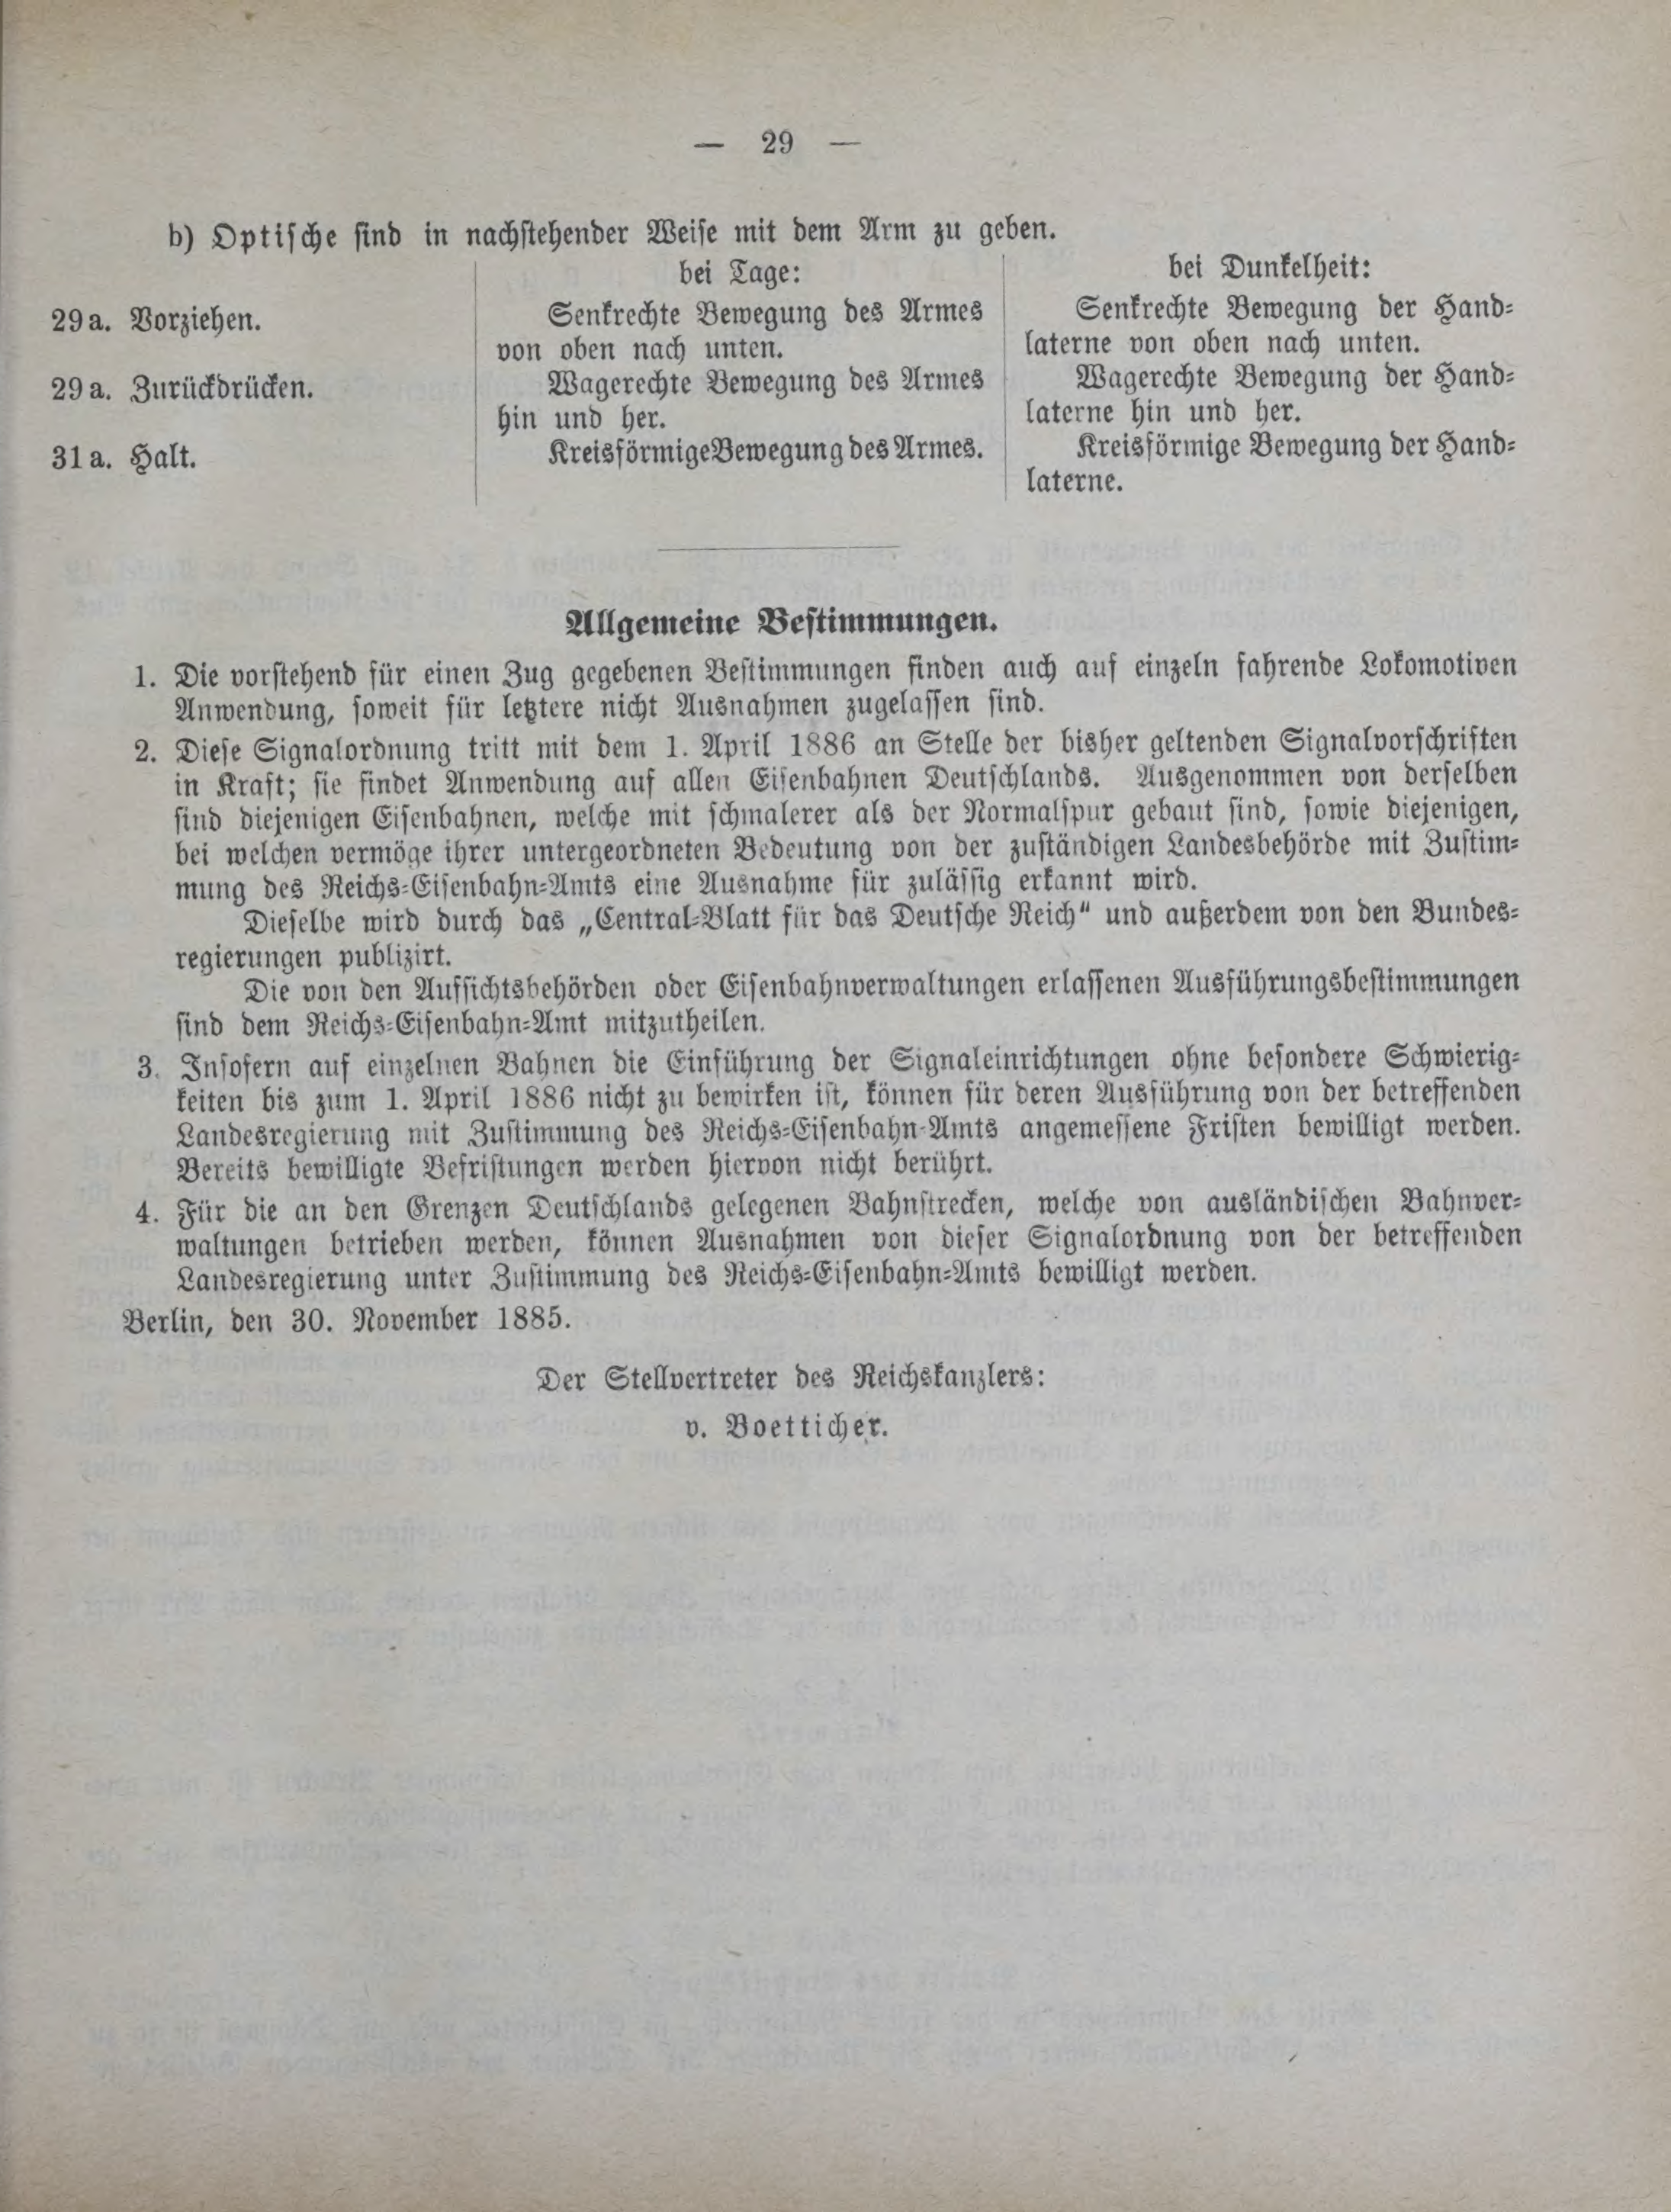 — 29 —
b) Optische sind in nachstehender Weise mit dem Arm zu geben.
bei Tage:
bei Dunkelheit:
29a. Vorziehen.
Senkrechte Bewegung des Armes
von oben nach unten.
Senkrechte Bewegung der Hand-
laterne von oben nach unten.
29a. Zurückdrücken.
Wagerechte Bewegung des Armes
hin und her.
Wagerechte Bewegung der Hand-
laterne hin und her.
31a. Halt.
Kreisförmige Bewegung des Armes.
Kreisförmige Bewegung der Hand-
laterne.
Allgemeine Bestimmungen.
1. Die vorstehend für einen Zug gegebenen Bestimmungen finden auch auf einzeln fahrende Lokomotiven
Anwendung, soweit für letztere nicht Ausnahmen zugelassen sind.
2. Diese Signalordnung tritt mit dem 1. April 1886 an Stelle der bisher geltenden Signalvorschriften
in Kraft; sie findet Anwendung auf allen Eisenbahnen Deutschlands. Ausgenommen von derselben
sind diejenigen Eisenbahnen, welche mit schmalerer als der Normalspur gebaut sind, sowie diejenigen,
bei welchen vermöge ihrer untergeordneten Bedeutung von der zuständigen Landesbehörde mit Zustim-
mung des Reichs-Eisenbahn-Amts eine Ausnahme für zulässig erkannt wird.
Dieselbe wird durch das „Central-Blatt für das Deutsche Reich“ und außerdem von den Bundes-
regierungen publizirt.
Die von den Aufsichtsbehörden oder Eisenbahnverwaltungen erlassenen Ausführungsbestimmungen
sind dem Reichs-Eisenbahn-Amt mitzutheilen.
3. Insofern auf einzelnen Bahnen die Einführung der Signaleinrichtungen ohne besondere Schwierig-
keiten bis zum 1. April 1886 nicht zu bewirken ist, können für deren Ausführung von der betreffenden
Landesregierung mit Zustimmung des Reichs-Eisenbahn-Amts angemessene Fristen bewilligt werden.
Bereits bewilligte Befristungen werden hiervon nicht berührt.
4. Für die an den Grenzen Deutschlands gelegenen Bahnstrecken, welche von ausländischen Bahnver-
waltungen betrieben werden, können Ausnahmen von dieser Signalordnung von der betreffenden
Landesregierung unter Zustimmung des Reichs-Eisenbahn-Amts bewilligt werden.
Berlin, den 30. November 1885.
Der Stellvertreter des Reichskanzlers:
v. Boetticher.